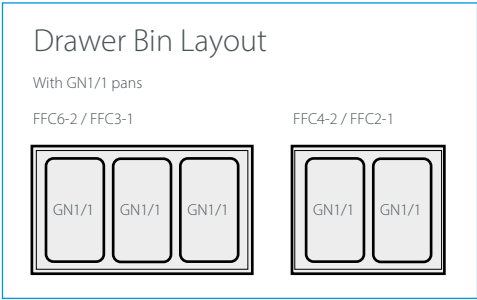 Drawer Bin Layout
With GN1/1 pans
FFC6-2 / FFC3-1
GN1/1 GN1/1 GN1/1
FFC4-2 / FFC2-1
GN1/1 GN1/1